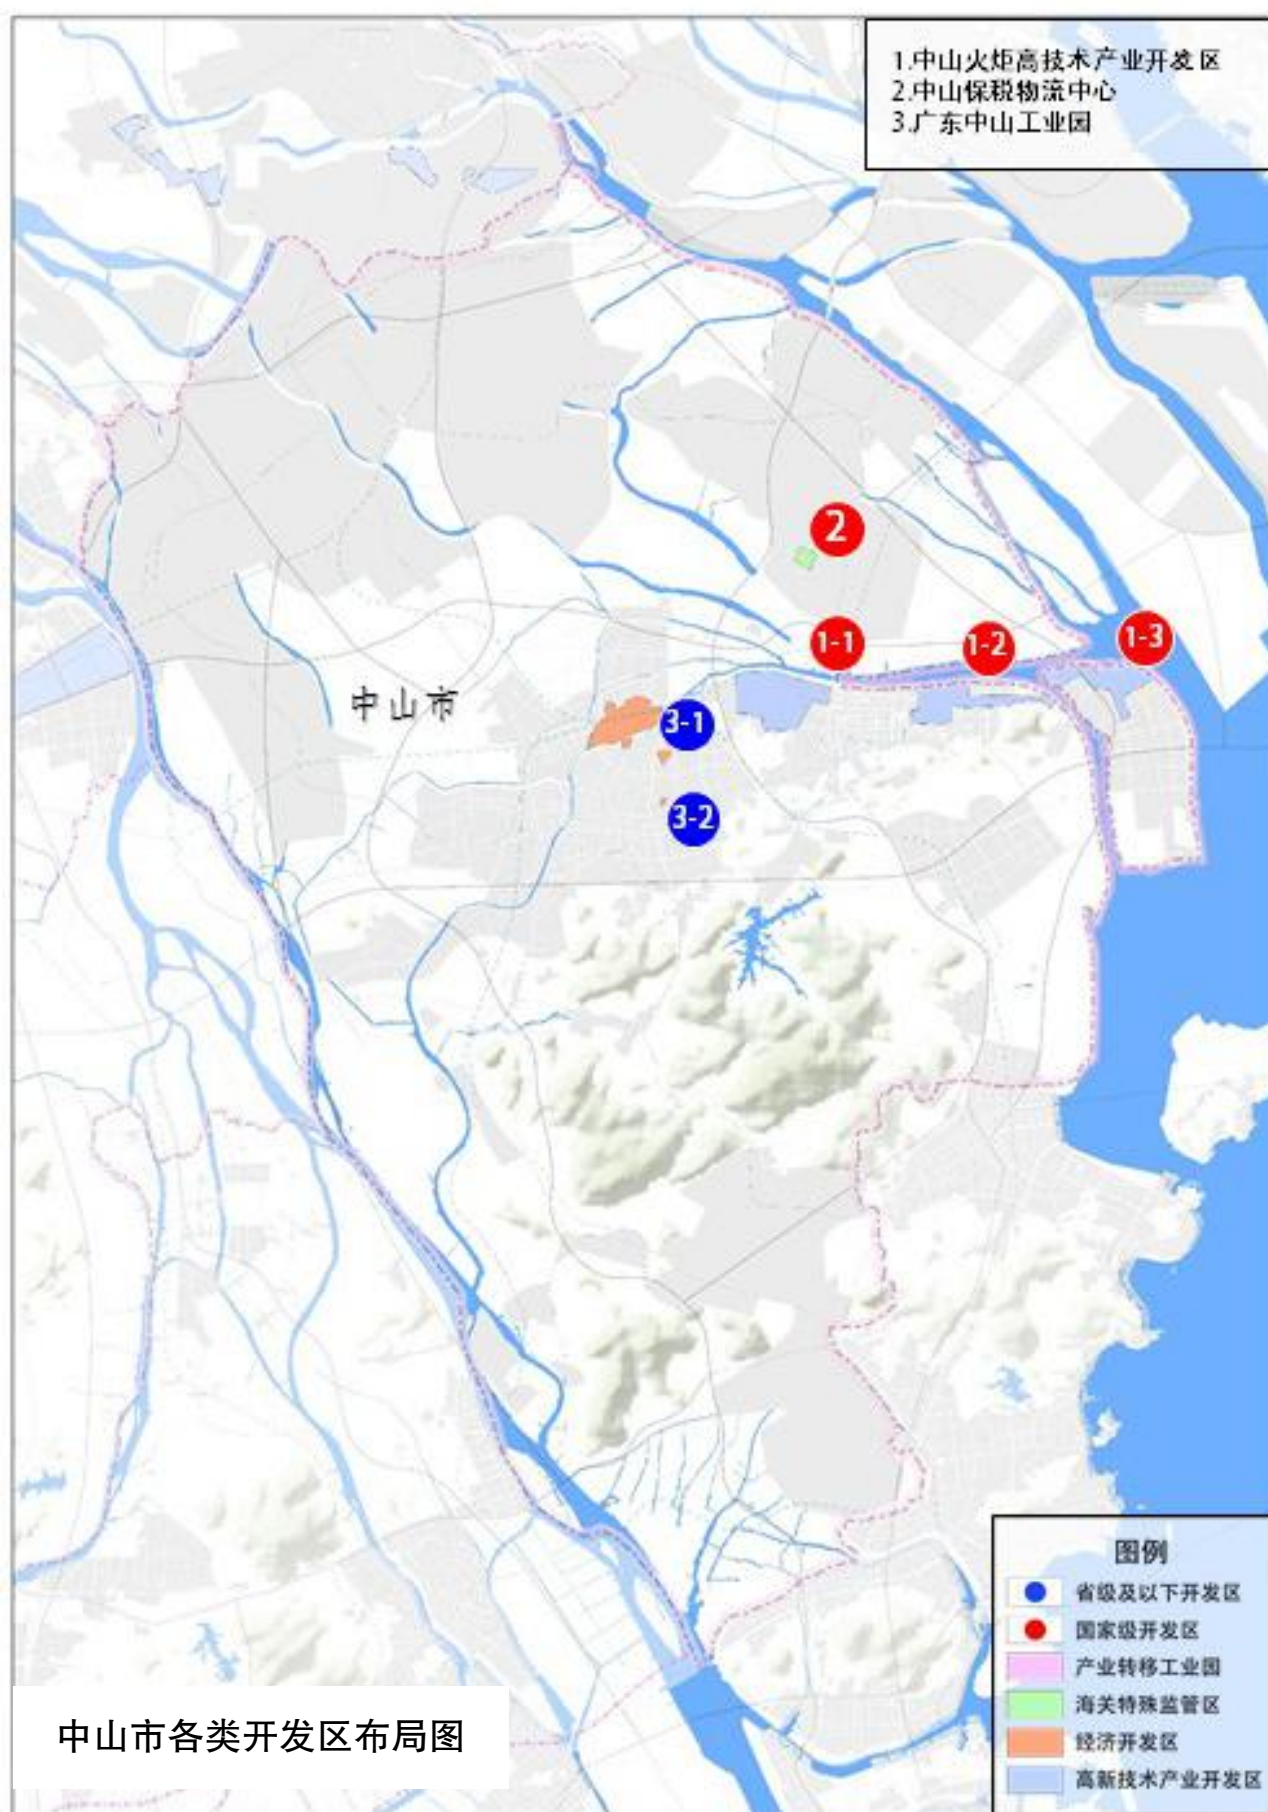 1.中山火炬高技术产业开发区
2.中山保税物流中心
3.广东中山工业园
2
1-1
1-2
1-3
中山市
3-1
3-2
图例
省级及以下开发区
国家级开发区
产业转移工业园
海关特殊监管区
经济开发区
高新技术产业开发区
中山市各类开发区布局图